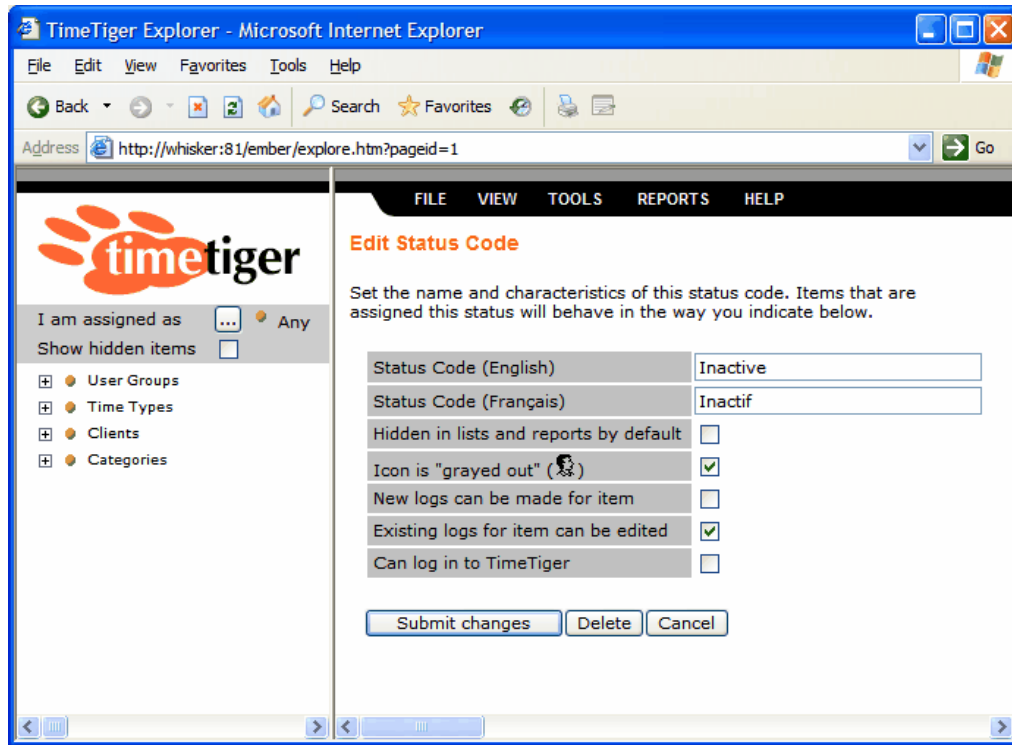 TimeTiger Explorer - Microsoft Internet Explorer
File Edit View Favorites Tools Help
Back Search Favorites
Address http://whisker:81/ember/explore.htm?pageid=1 Go
FILE VIEW TOOLS REPORTS HELP
timetiger
I am assigned as ... Any
Show hidden items
User Groups
Time Types
Clients
Categories
Edit Status Code
Set the name and characteristics of this status code. Items that are
assigned this status will behave in the way you indicate below.
Status Code (English) Inactive
Status Code (Français) Inactif
Hidden in lists and reports by default
Icon is "grayed out" ( )
New logs can be made for item
Existing logs for item can be edited
Can log in to TimeTiger
Submit changes Delete Cancel